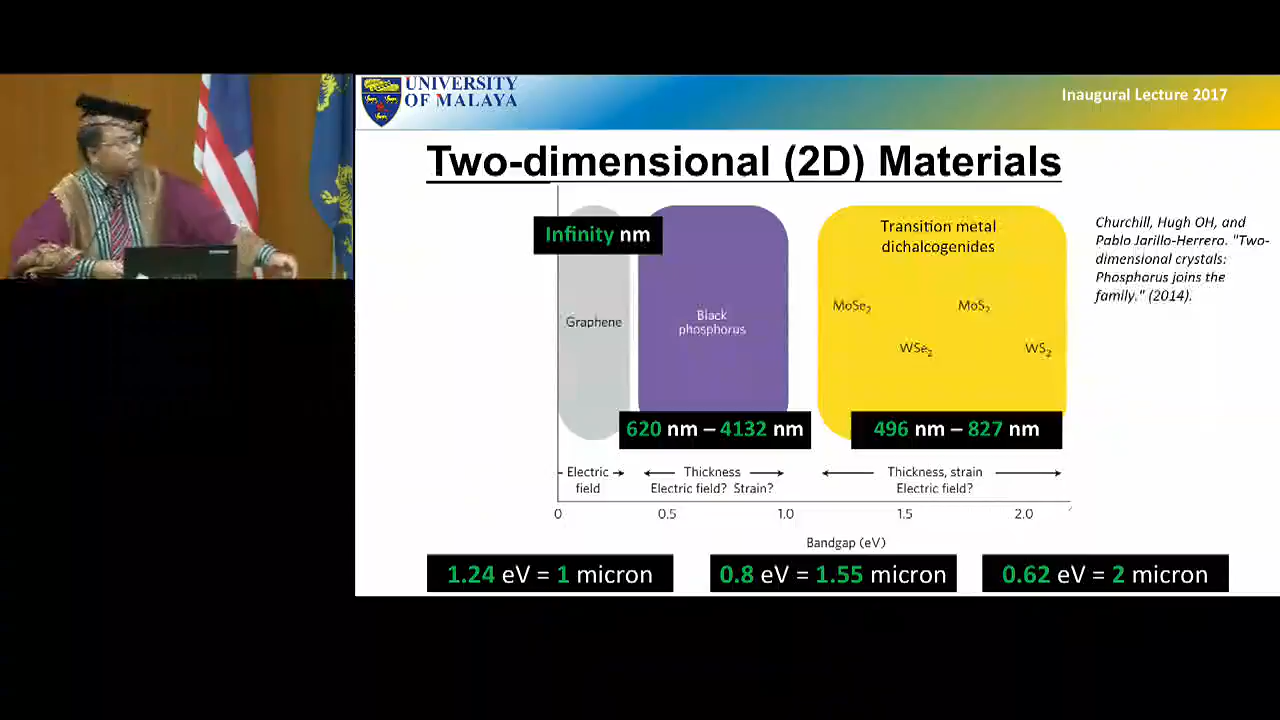 UNIVERSITY
OF MALAYA
Inaugural Lecture 2017
Two-dimensional (2D) Materials
Infinity nm
Graphene
Black
phosphorus
Transition metal
dichalcogenides
MoSe2
MoS2
WSe2
WS2
Churchill, Hugh OH, and
Pablo Jarillo-Herrero. "Two-
dimensional crystals:
Phosphorus joins the
family." (2014).
620 nm – 4132 nm
496 nm – 827 nm
Electric
field
Thickness
Electric field? Strain?
Thickness, strain
Electric field?
0 0.5 1.0 1.5 2.0
Bandgap (eV)
1.24 eV = 1 micron
0.8 eV = 1.55 micron
0.62 eV = 2 micron